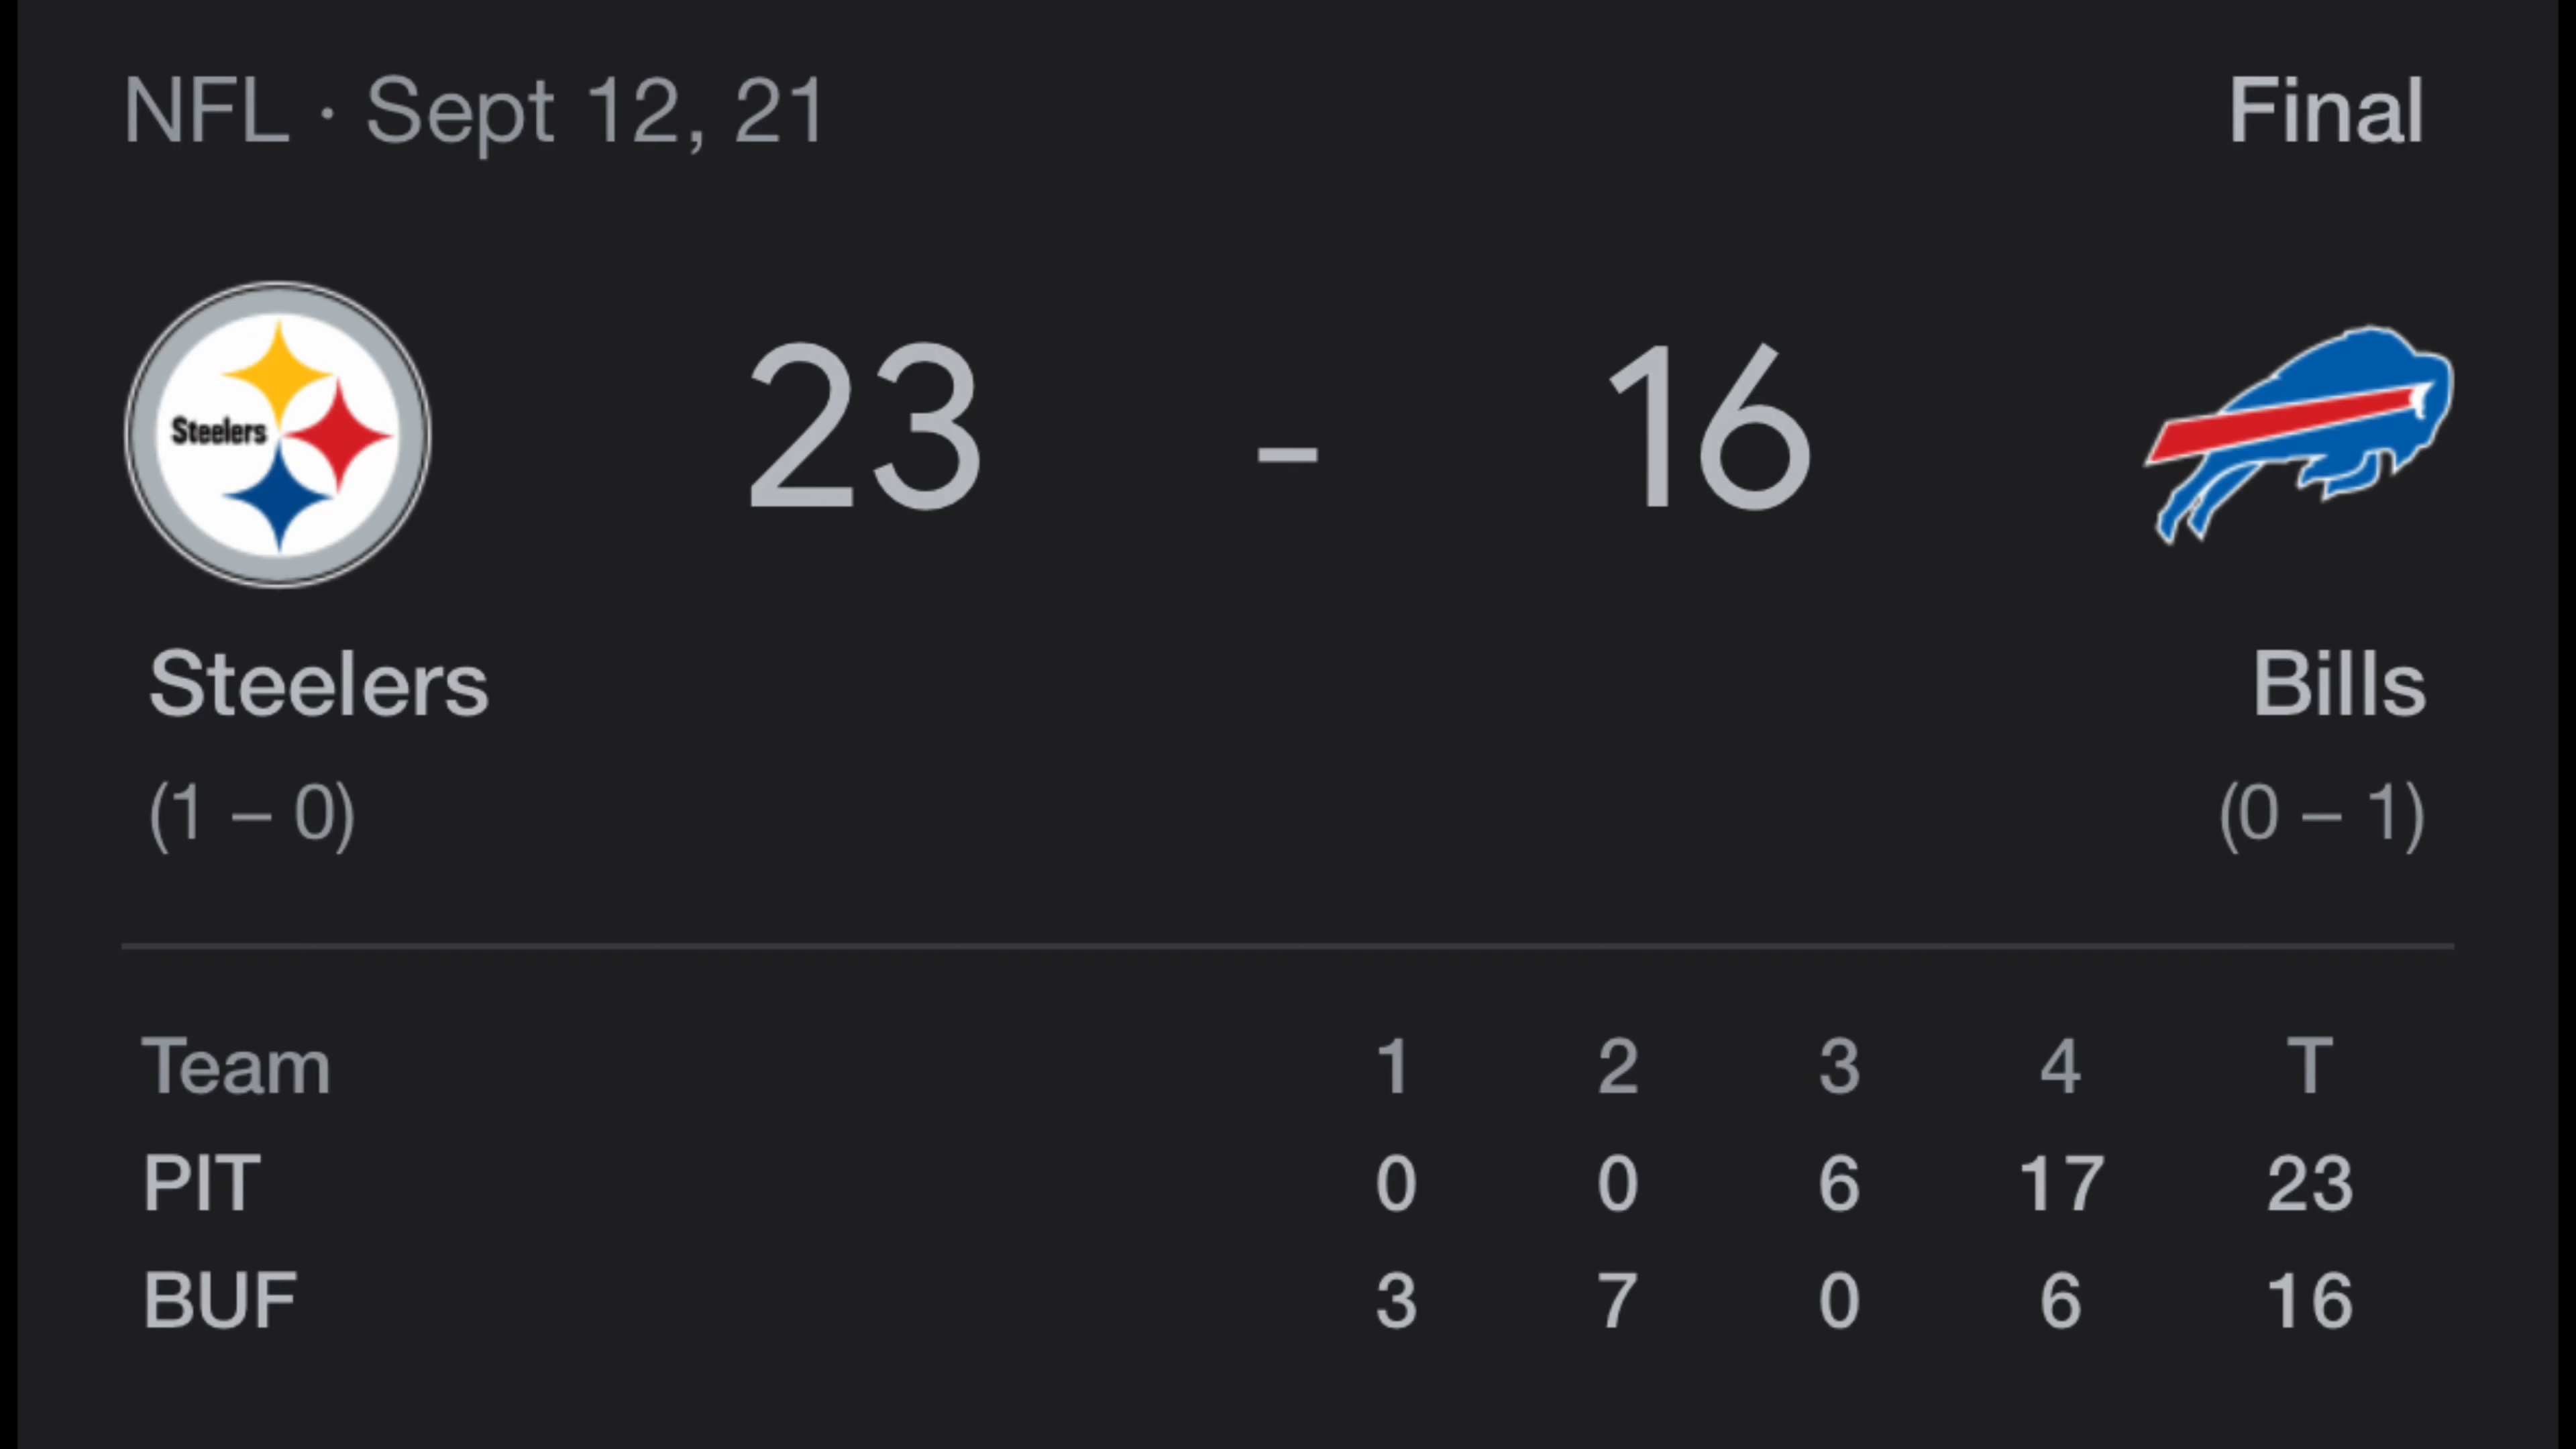 NFL · Sept 12, 21 Final
Steelers
23 - 16
Steelers Bills
(1 – 0) (0 – 1)
Team 1 2 3 4 T
PIT 0 0 6 17 23
BUF 3 7 0 6 16